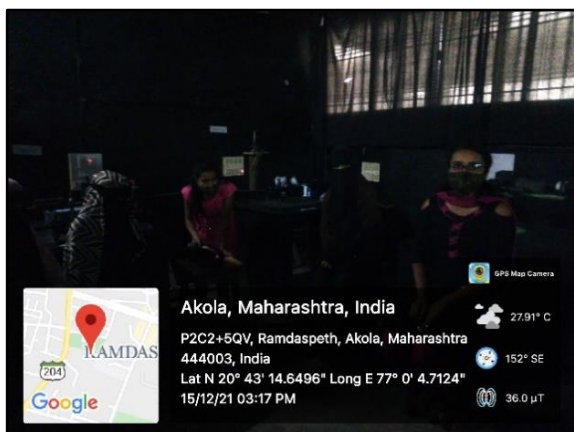 GPS Map Camera
RAMDAS
204
Google
Akola, Maharashtra, India
P2C2+5QV, Ramdaspeth, Akola, Maharashtra
444003, India
Lat N 20° 43' 14.6496" Long E 77° 0' 4.7124"
15/12/21 03:17 PM
27.91° C
152° SE
36.0 µT